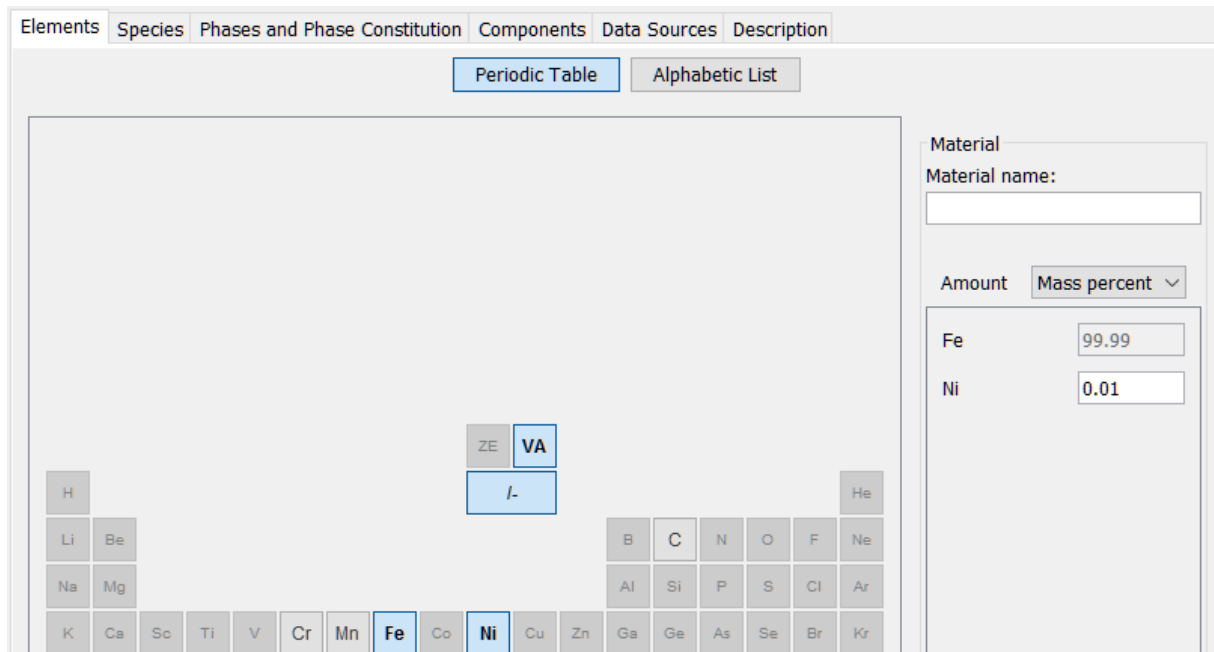 Elements Species Phases and Phase Constitution Components Data Sources Description
Periodic Table Alphabetic List
Material
Material name:
Amount Mass percent
Fe 99.99
Ni 0.01
ZE VA
H /- He
Li Be B C N O F Ne
Na Mg Al Si P S Cl Ar
K Ca Sc Ti V Cr Mn Fe Co Ni Cu Zn Ga Ge As Se Br Kr